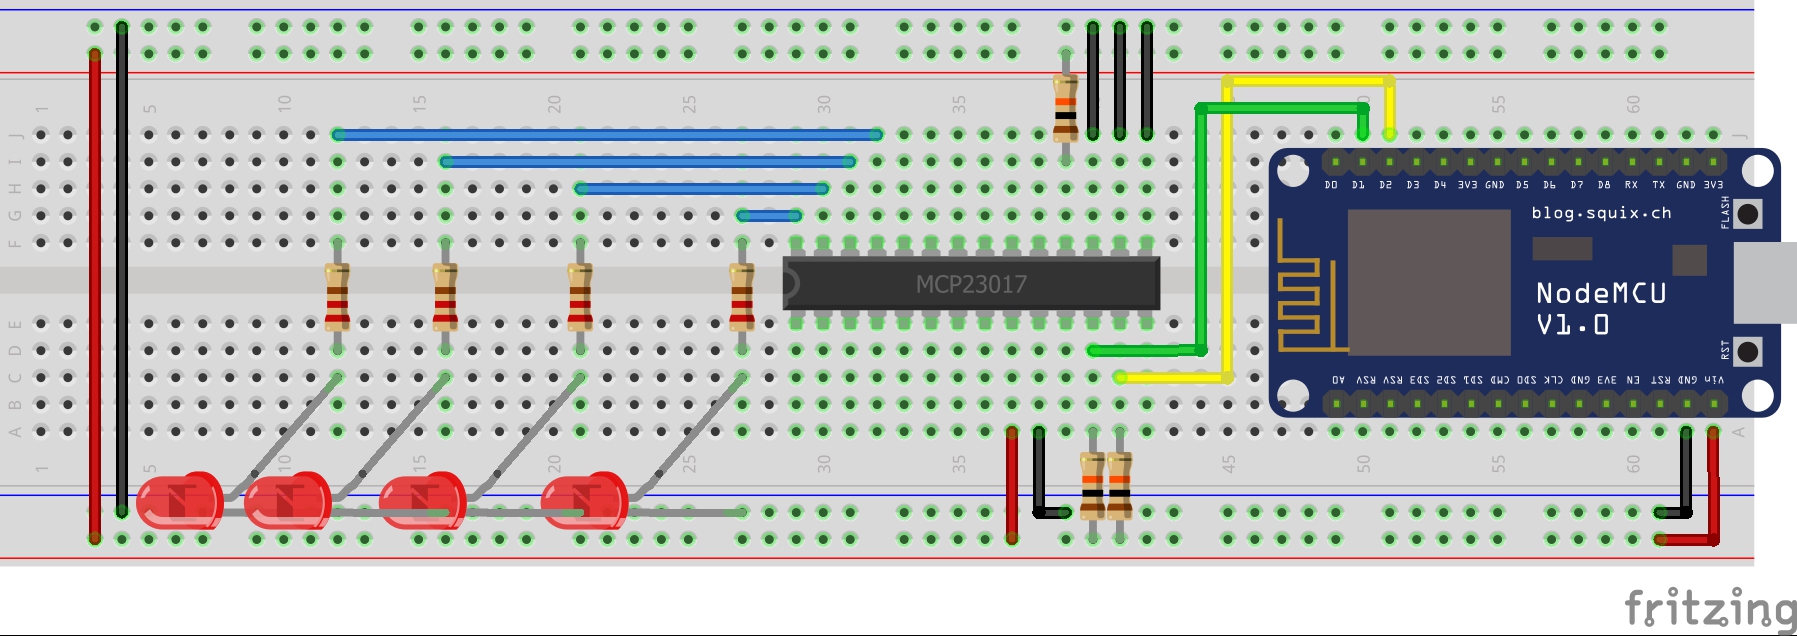 1 5 10 15 20 25 30 35 50 55 60
J J
I
H
G
F
D0 D1 D2 D3 D4 3V3 GND D5 D6 D7 D8 RX TX GND 3V3
blog.squix.ch
FLASH
MCP23017
NodeMCU
V1.0
RST
A0 RSV RSV SD3 SD2 SD1 CMD SD0 CLK GND 3V3 EN RST GND Vin
E
D
C
B
A A
1 5 10 15 20 25 30 35 45 50 55 60
fritzing